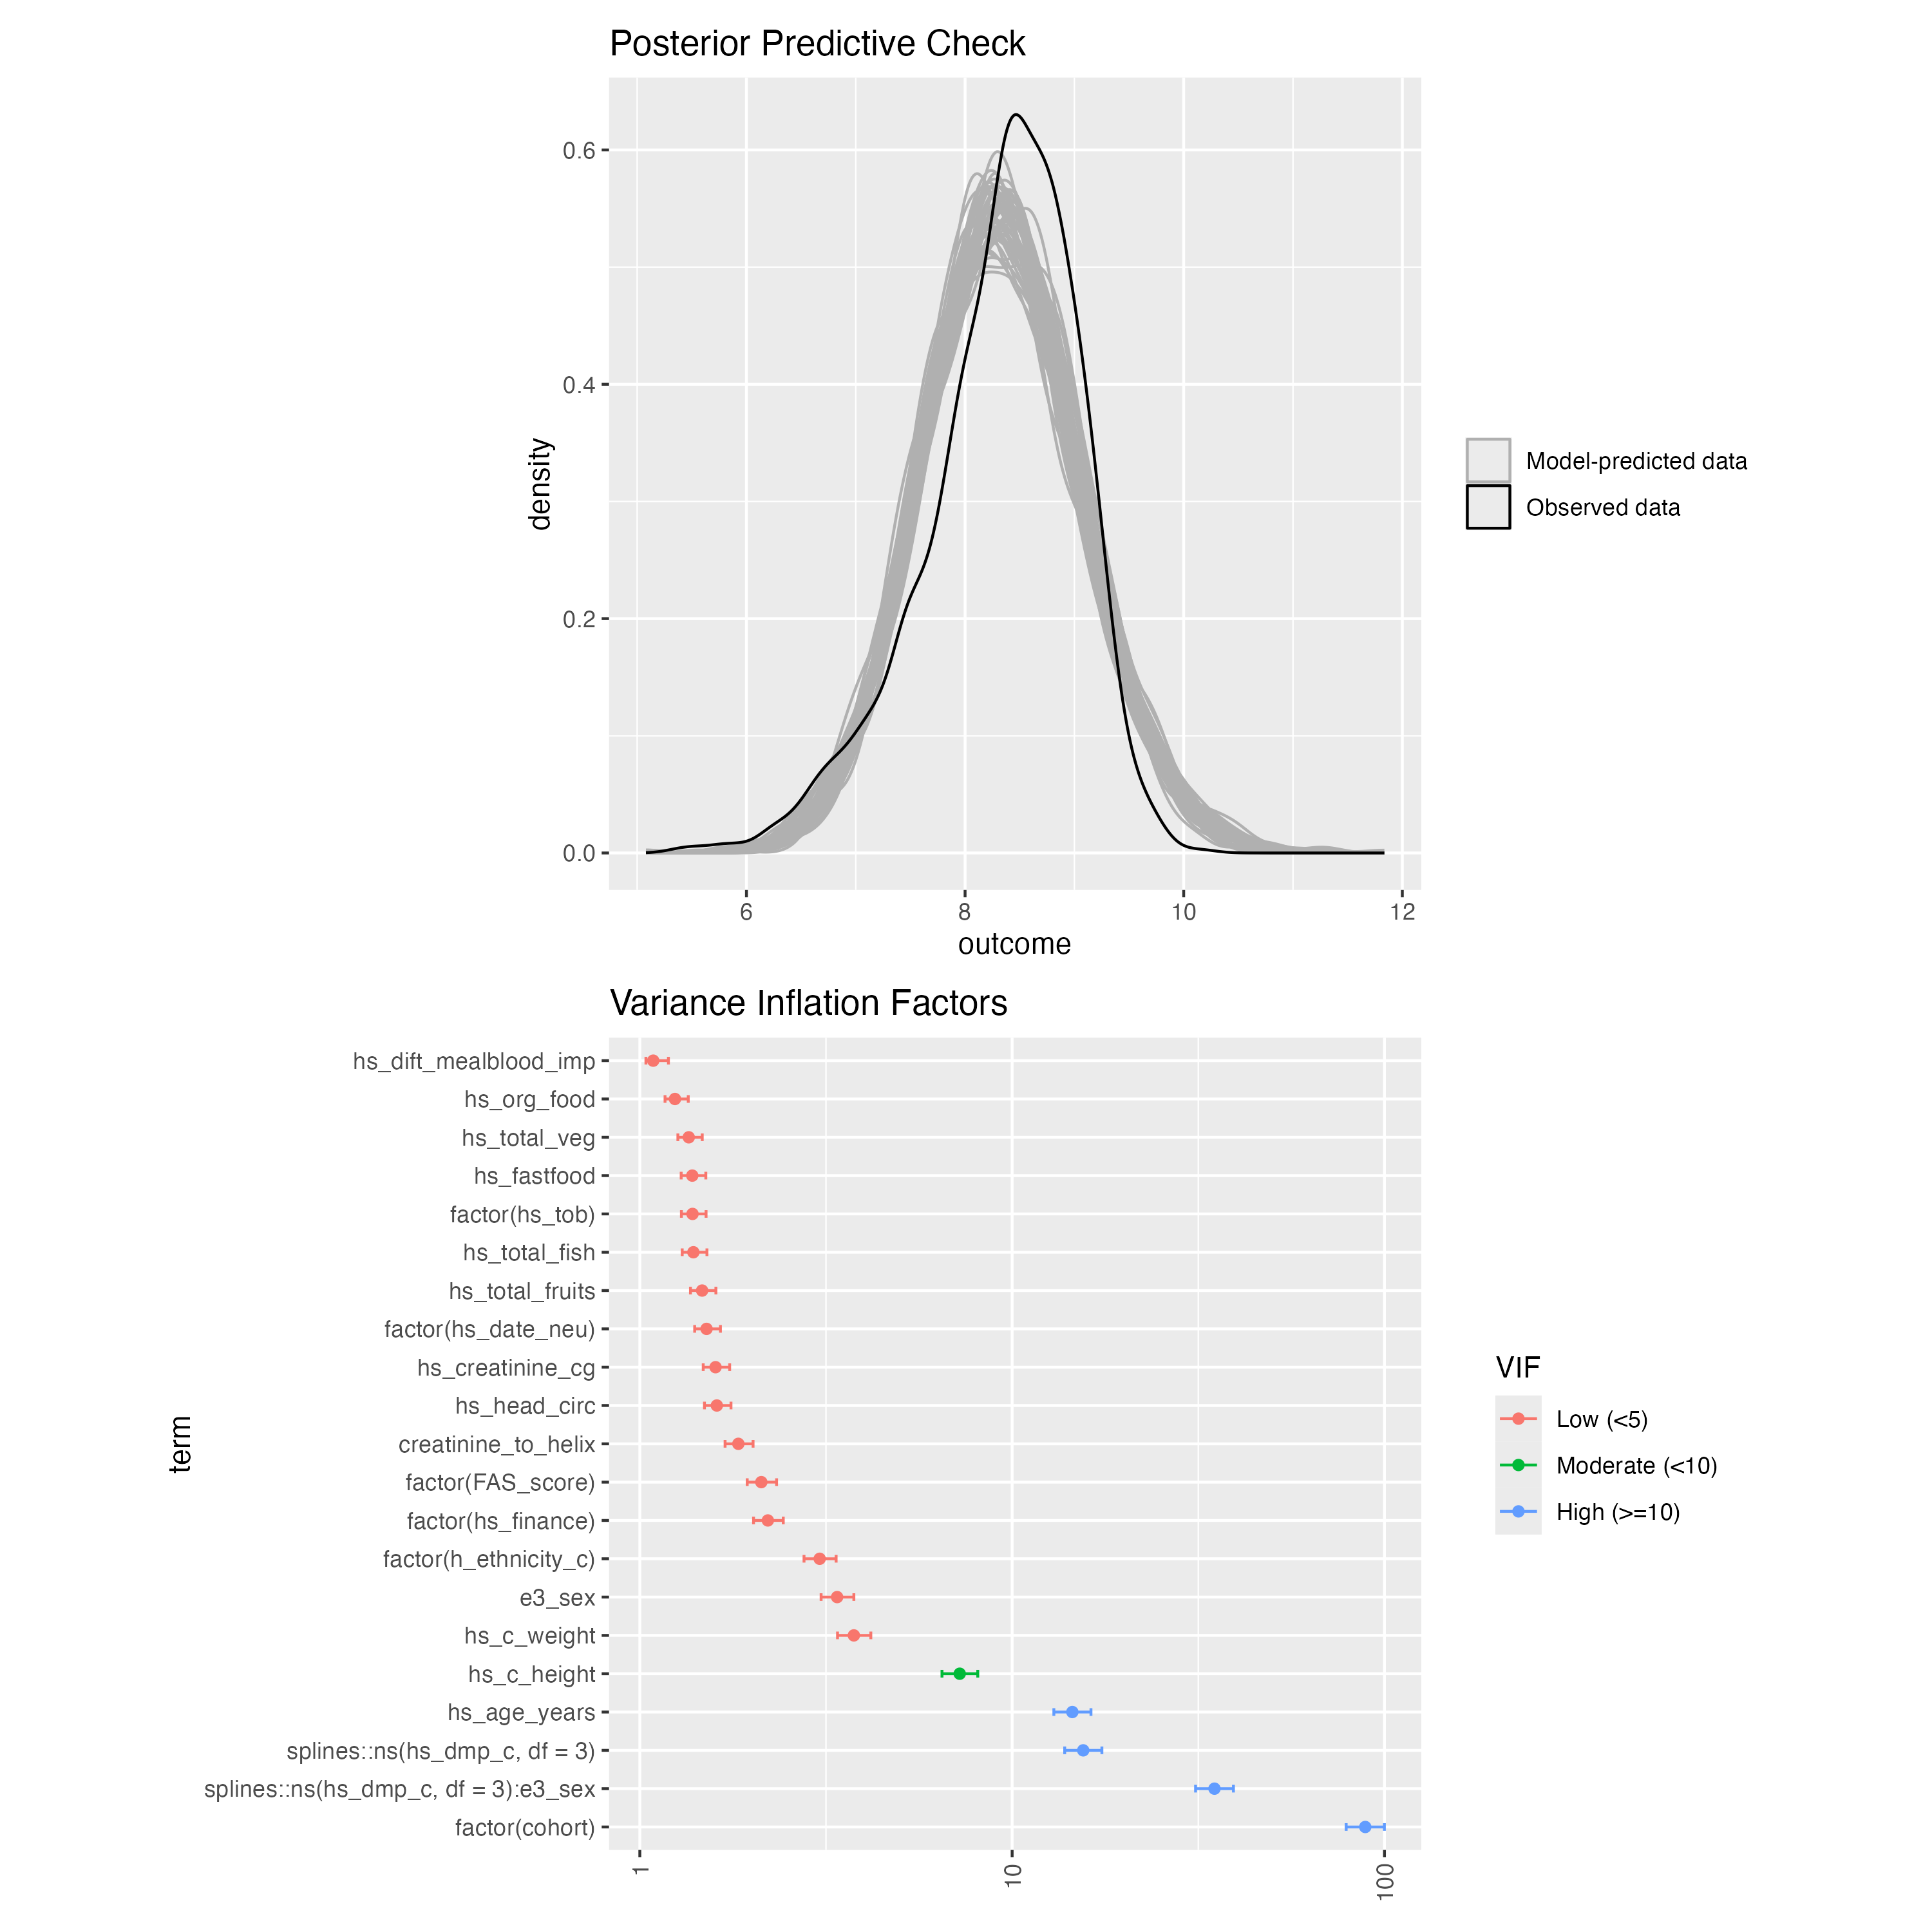 Posterior Predictive Check
density
0.6
0.4
0.2
0.0
6 8 10 12
outcome
Model-predicted data
Observed data
Variance Inflation Factors
term
hs_dift_mealblood_imp
hs_org_food
hs_total_veg
hs_fastfood
factor(hs_tob)
hs_total_fish
hs_total_fruits
factor(hs_date_neu)
hs_creatinine_cg
hs_head_circ
creatinine_to_helix
factor(FAS_score)
factor(hs_finance)
factor(h_ethnicity_c)
e3_sex
hs_c_weight
hs_c_height
hs_age_years
splines::ns(hs_dmp_c, df = 3)
splines::ns(hs_dmp_c, df = 3):e3_sex
factor(cohort)
1 10 100
VIF
Low (<5)
Moderate (<10)
High (>=10)